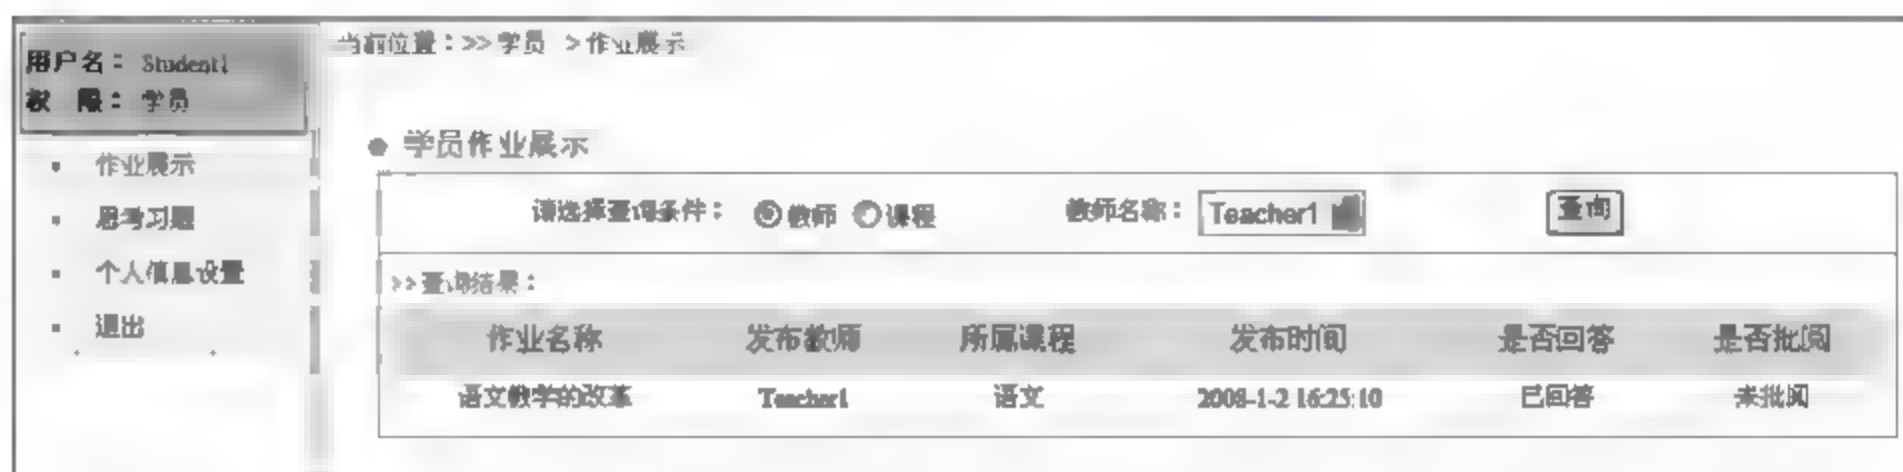 用户名： Student1
权 限： 学员
作业展示
思考习题
个人信息设置
退出
当前位置：>> 学员 > 作业展示
学员作业展示
请选择查询条件： 教师 课程 教师名称： Teacher1 查询
>> 查询结果：
作业名称 发布教师 所属课程 发布时间 是否回答 是否批阅
语文教学的改革 Teacher1 语文 2008-1-2 16:25:10 已回答 未批阅